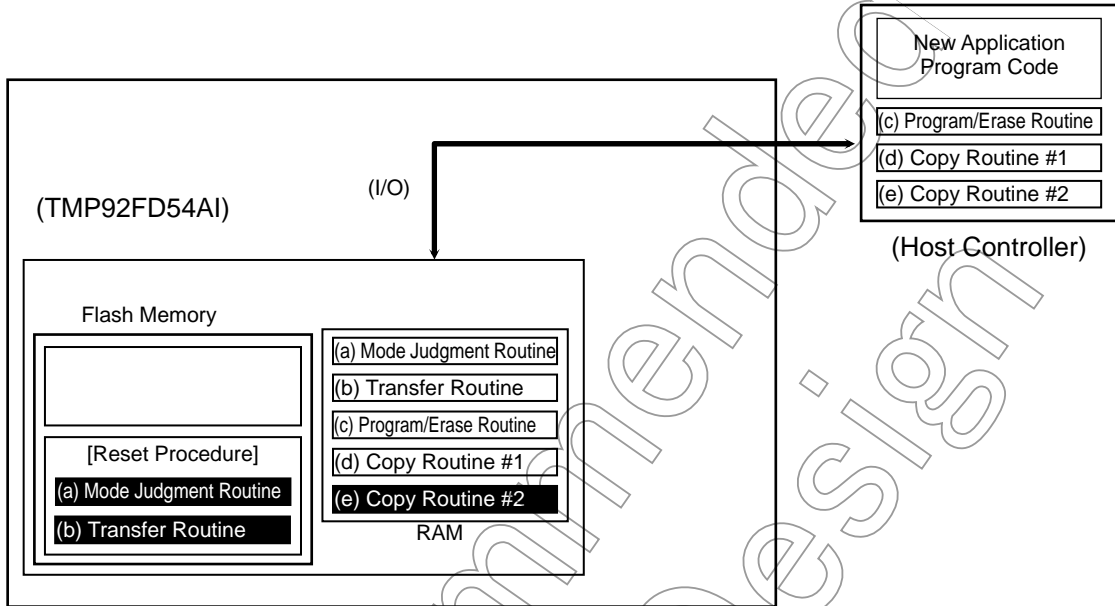 New Application
Program Code
(c) Program/Erase Routine
(d) Copy Routine #1
(e) Copy Routine #2
(Host Controller)
(I/O)
(TMP92FD54AI)
Flash Memory
[Reset Procedure]
(a) Mode Judgment Routine
(b) Transfer Routine
(a) Mode Judgment Routine
(b) Transfer Routine
(c) Program/Erase Routine
(d) Copy Routine #1
(e) Copy Routine #2
RAM
mmended
esign